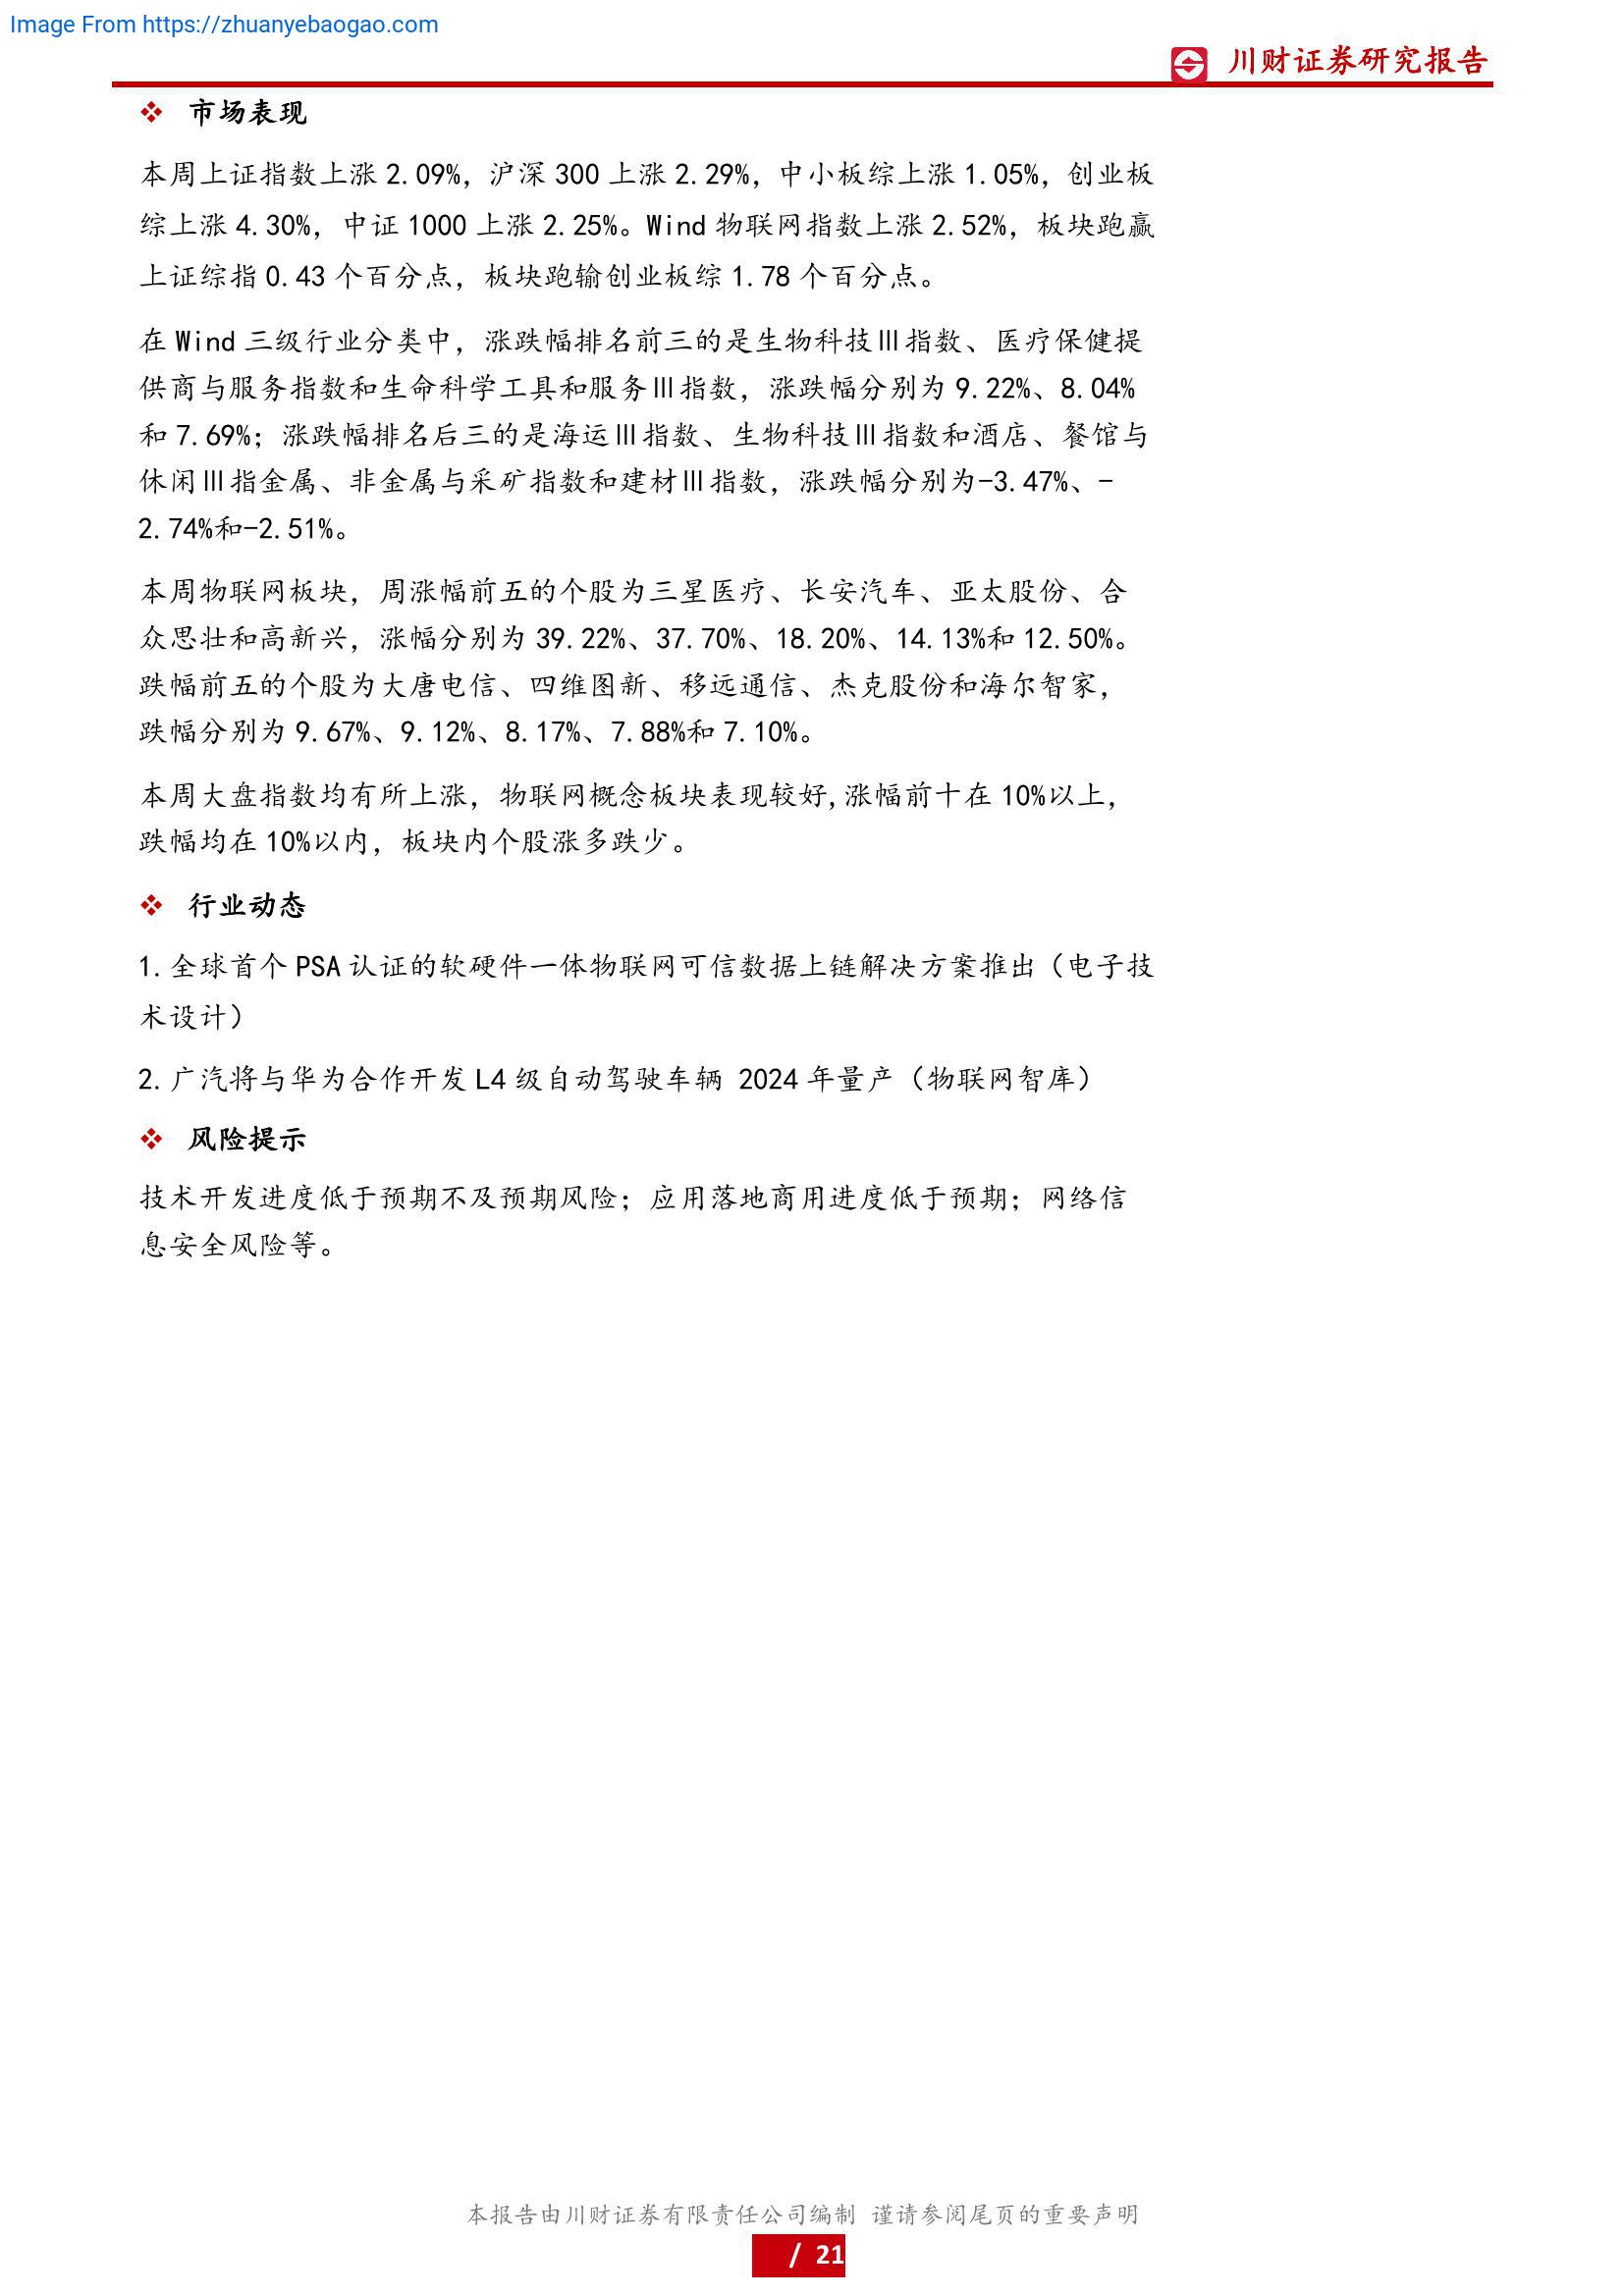 Image From https://zhuanyebaogao.com
川财证券研究报告
❖ 市场表现
本周上证指数上涨 2.09%，沪深 300 上涨 2.29%，中小板综上涨 1.05%，创业板
综上涨 4.30%，中证 1000 上涨 2.25%。Wind 物联网指数上涨 2.52%，板块跑赢
上证综指 0.43 个百分点，板块跑输创业板综 1.78 个百分点。
在 Wind 三级行业分类中，涨跌幅排名前三的是生物科技Ⅲ指数、医疗保健提
供商与服务指数和生命科学工具和服务Ⅲ指数，涨跌幅分别为 9.22%、8.04%
和 7.69%；涨跌幅排名后三的是海运Ⅲ指数、生物科技Ⅲ指数和酒店、餐馆与
休闲Ⅲ指金属、非金属与采矿指数和建材Ⅲ指数，涨跌幅分别为-3.47%、-
2.74%和-2.51%。
本周物联网板块，周涨幅前五的个股为三星医疗、长安汽车、亚太股份、合
众思壮和高新兴，涨幅分别为 39.22%、37.70%、18.20%、14.13%和 12.50%。
跌幅前五的个股为大唐电信、四维图新、移远通信、杰克股份和海尔智家，
跌幅分别为 9.67%、9.12%、8.17%、7.88%和 7.10%。
本周大盘指数均有所上涨，物联网概念板块表现较好,涨幅前十在 10%以上，
跌幅均在 10%以内，板块内个股涨多跌少。
❖ 行业动态
1.全球首个 PSA 认证的软硬件一体物联网可信数据上链解决方案推出（电子技
术设计）
2.广汽将与华为合作开发 L4 级自动驾驶车辆 2024 年量产（物联网智库）
❖ 风险提示
技术开发进度低于预期不及预期风险；应用落地商用进度低于预期；网络信
息安全风险等。
本报告由川财证券有限责任公司编制 谨请参阅尾页的重要声明
/ 21